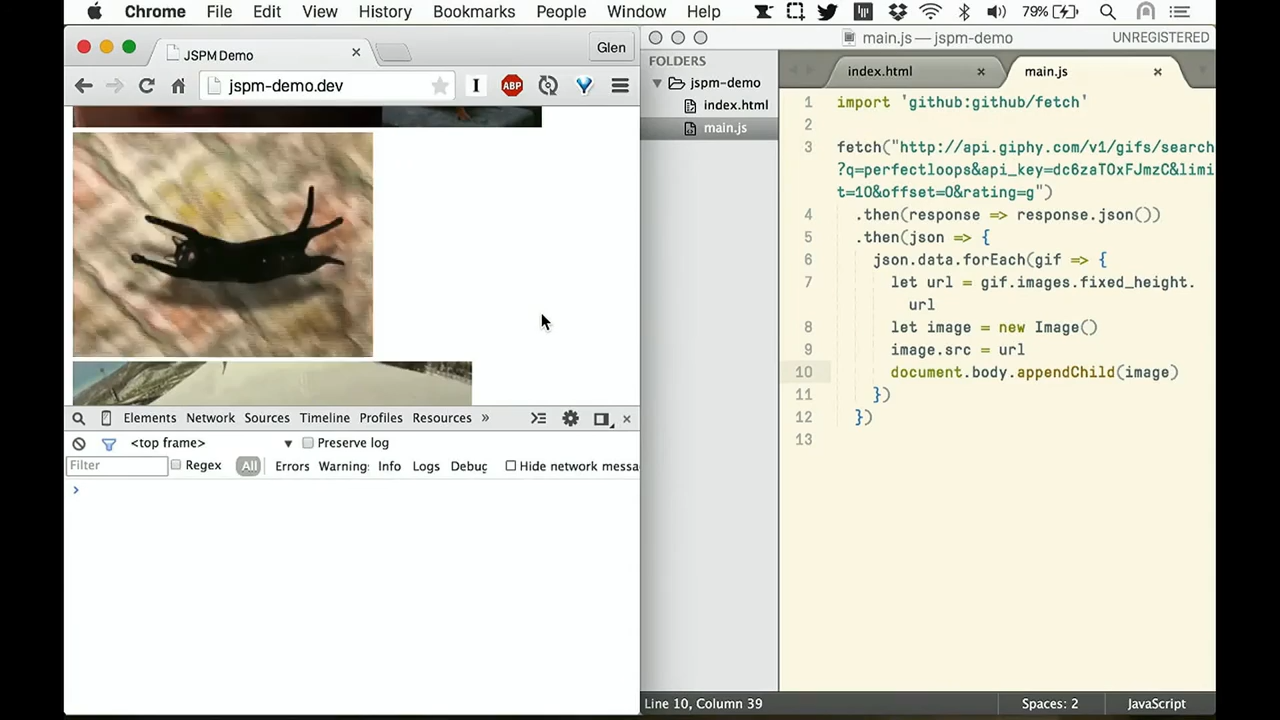 Chrome File Edit View History Bookmarks People Window Help 79%
JSPM Demo
Glen
jspm-demo.dev
ABP
Elements Network Sources Timeline Profiles Resources »
<top frame> Preserve log
Filter Regex All Errors Warning: Info Logs Debug Hide network messa
>
main.js — jspm-demo UNREGISTERED
FOLDERS
jspm-demo
index.html
main.js
index.html main.js
1 import 'github:github/fetch'
2
3 fetch("http://api.giphy.com/v1/gifs/search
?q=perfectloops&api_key=dc6zaTOxFJmzC&limi
t=10&offset=0&rating=g")
4 .then(response => response.json())
5 .then(json => {
6 json.data.forEach(gif => {
7 let url = gif.images.fixed_height.
url
8 let image = new Image()
9 image.src = url
10 document.body.appendChild(image)
11 })
12 })
13
Line 10, Column 39 Spaces: 2 JavaScript